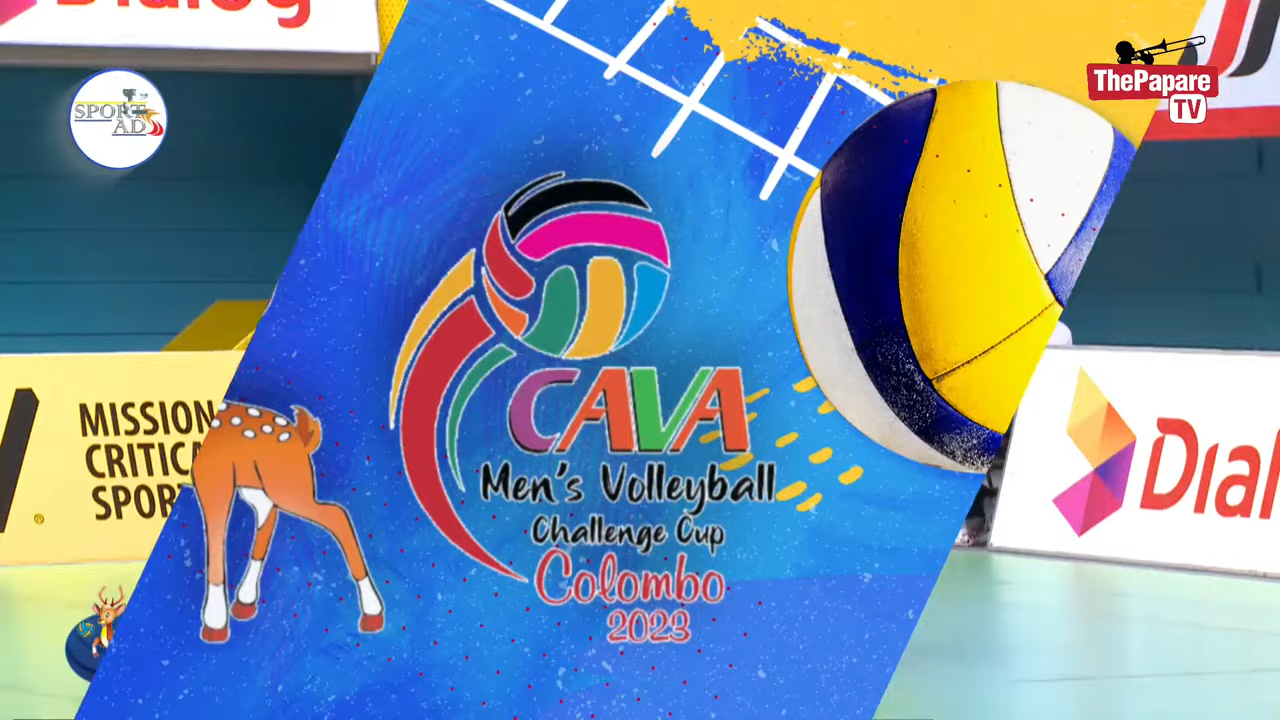 Dialog
ThePapare
TV
SPORT
ADS
CAVA
Men's Volleyball
Challenge Cup
Colombo
2023
MISSION
CRITICA
SPOR
®
Dial